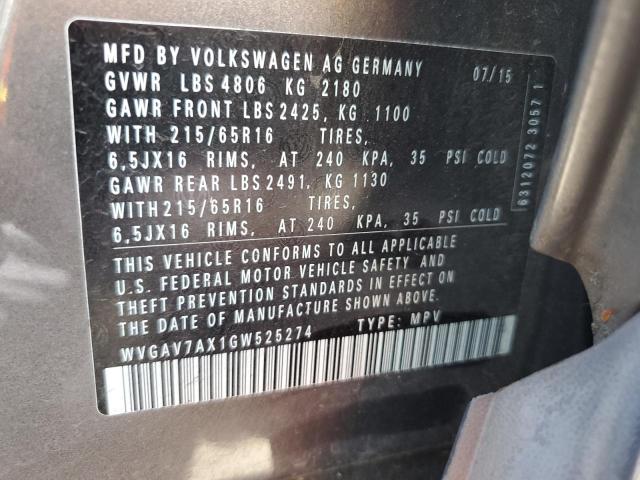 MFD BY VOLKSWAGEN AG GERMANY 07/15
GVWR LBS 4806 KG 2180
GAWR FRONT LBS 2425, KG 1100
WITH 215/65R16 TIRES,
6,5JX16 RIMS, AT 240 KPA, 35 PSI COLD
GAWR REAR LBS 2491, KG 1130
WITH 215/65R16 TIRES,
6,5JX16 RIMS, AT 240 KPA, 35 PSI COLD
THIS VEHICLE CONFORMS TO ALL APPLICABLE
U.S. FEDERAL MOTOR VEHICLE SAFETY AND
THEFT PREVENTION STANDARDS IN EFFECT ON
THE DATE OF MANUFACTURE SHOWN ABOVE.
WVGAV7AX1GW525274 TYPE: MPV
6312072 3057 1